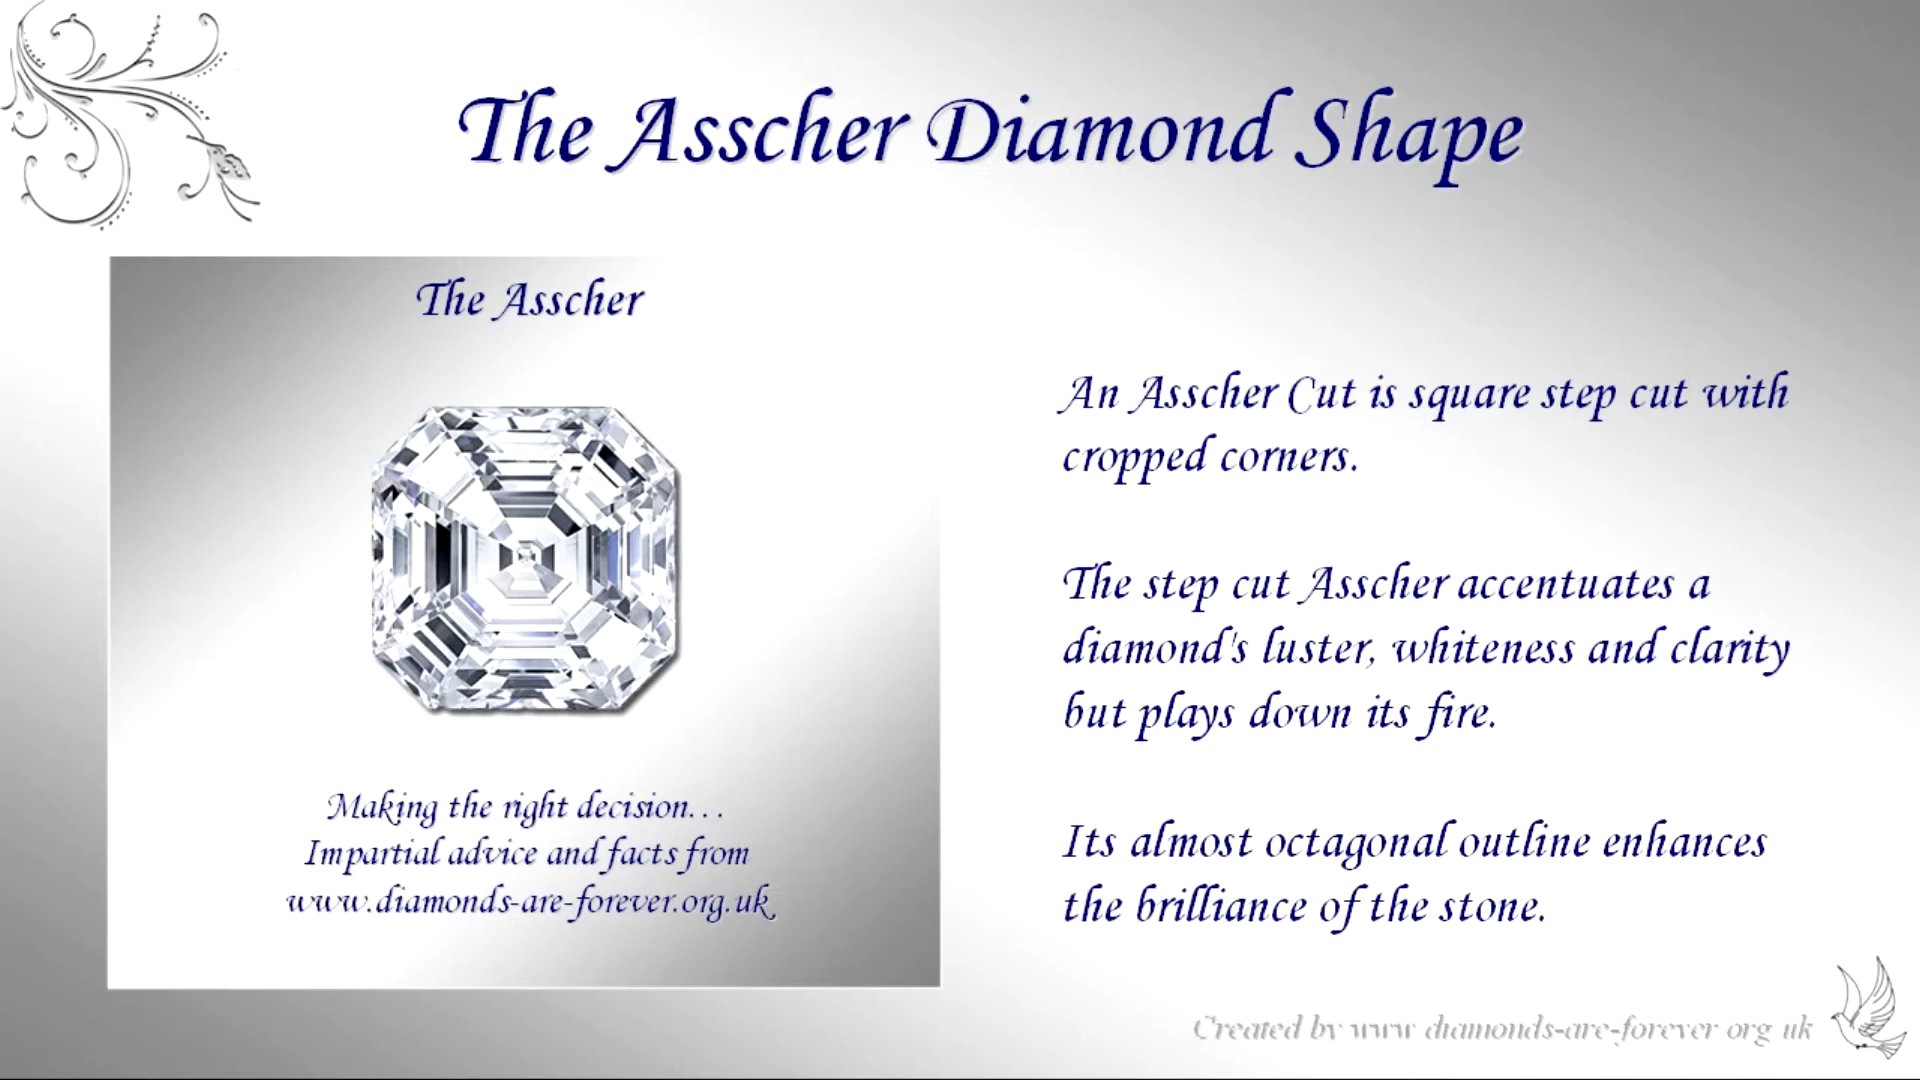 The Asscher Diamond Shape
The Asscher
Making the right decision...
Impartial advice and facts from
www.diamonds-are-forever.org.uk
An Asscher Cut is square step cut with
cropped corners.
The step cut Asscher accentuates a
diamond's luster, whiteness and clarity
but plays down its fire.
Its almost octagonal outline enhances
the brilliance of the stone.
Created by www diamonds-are-forever org uk